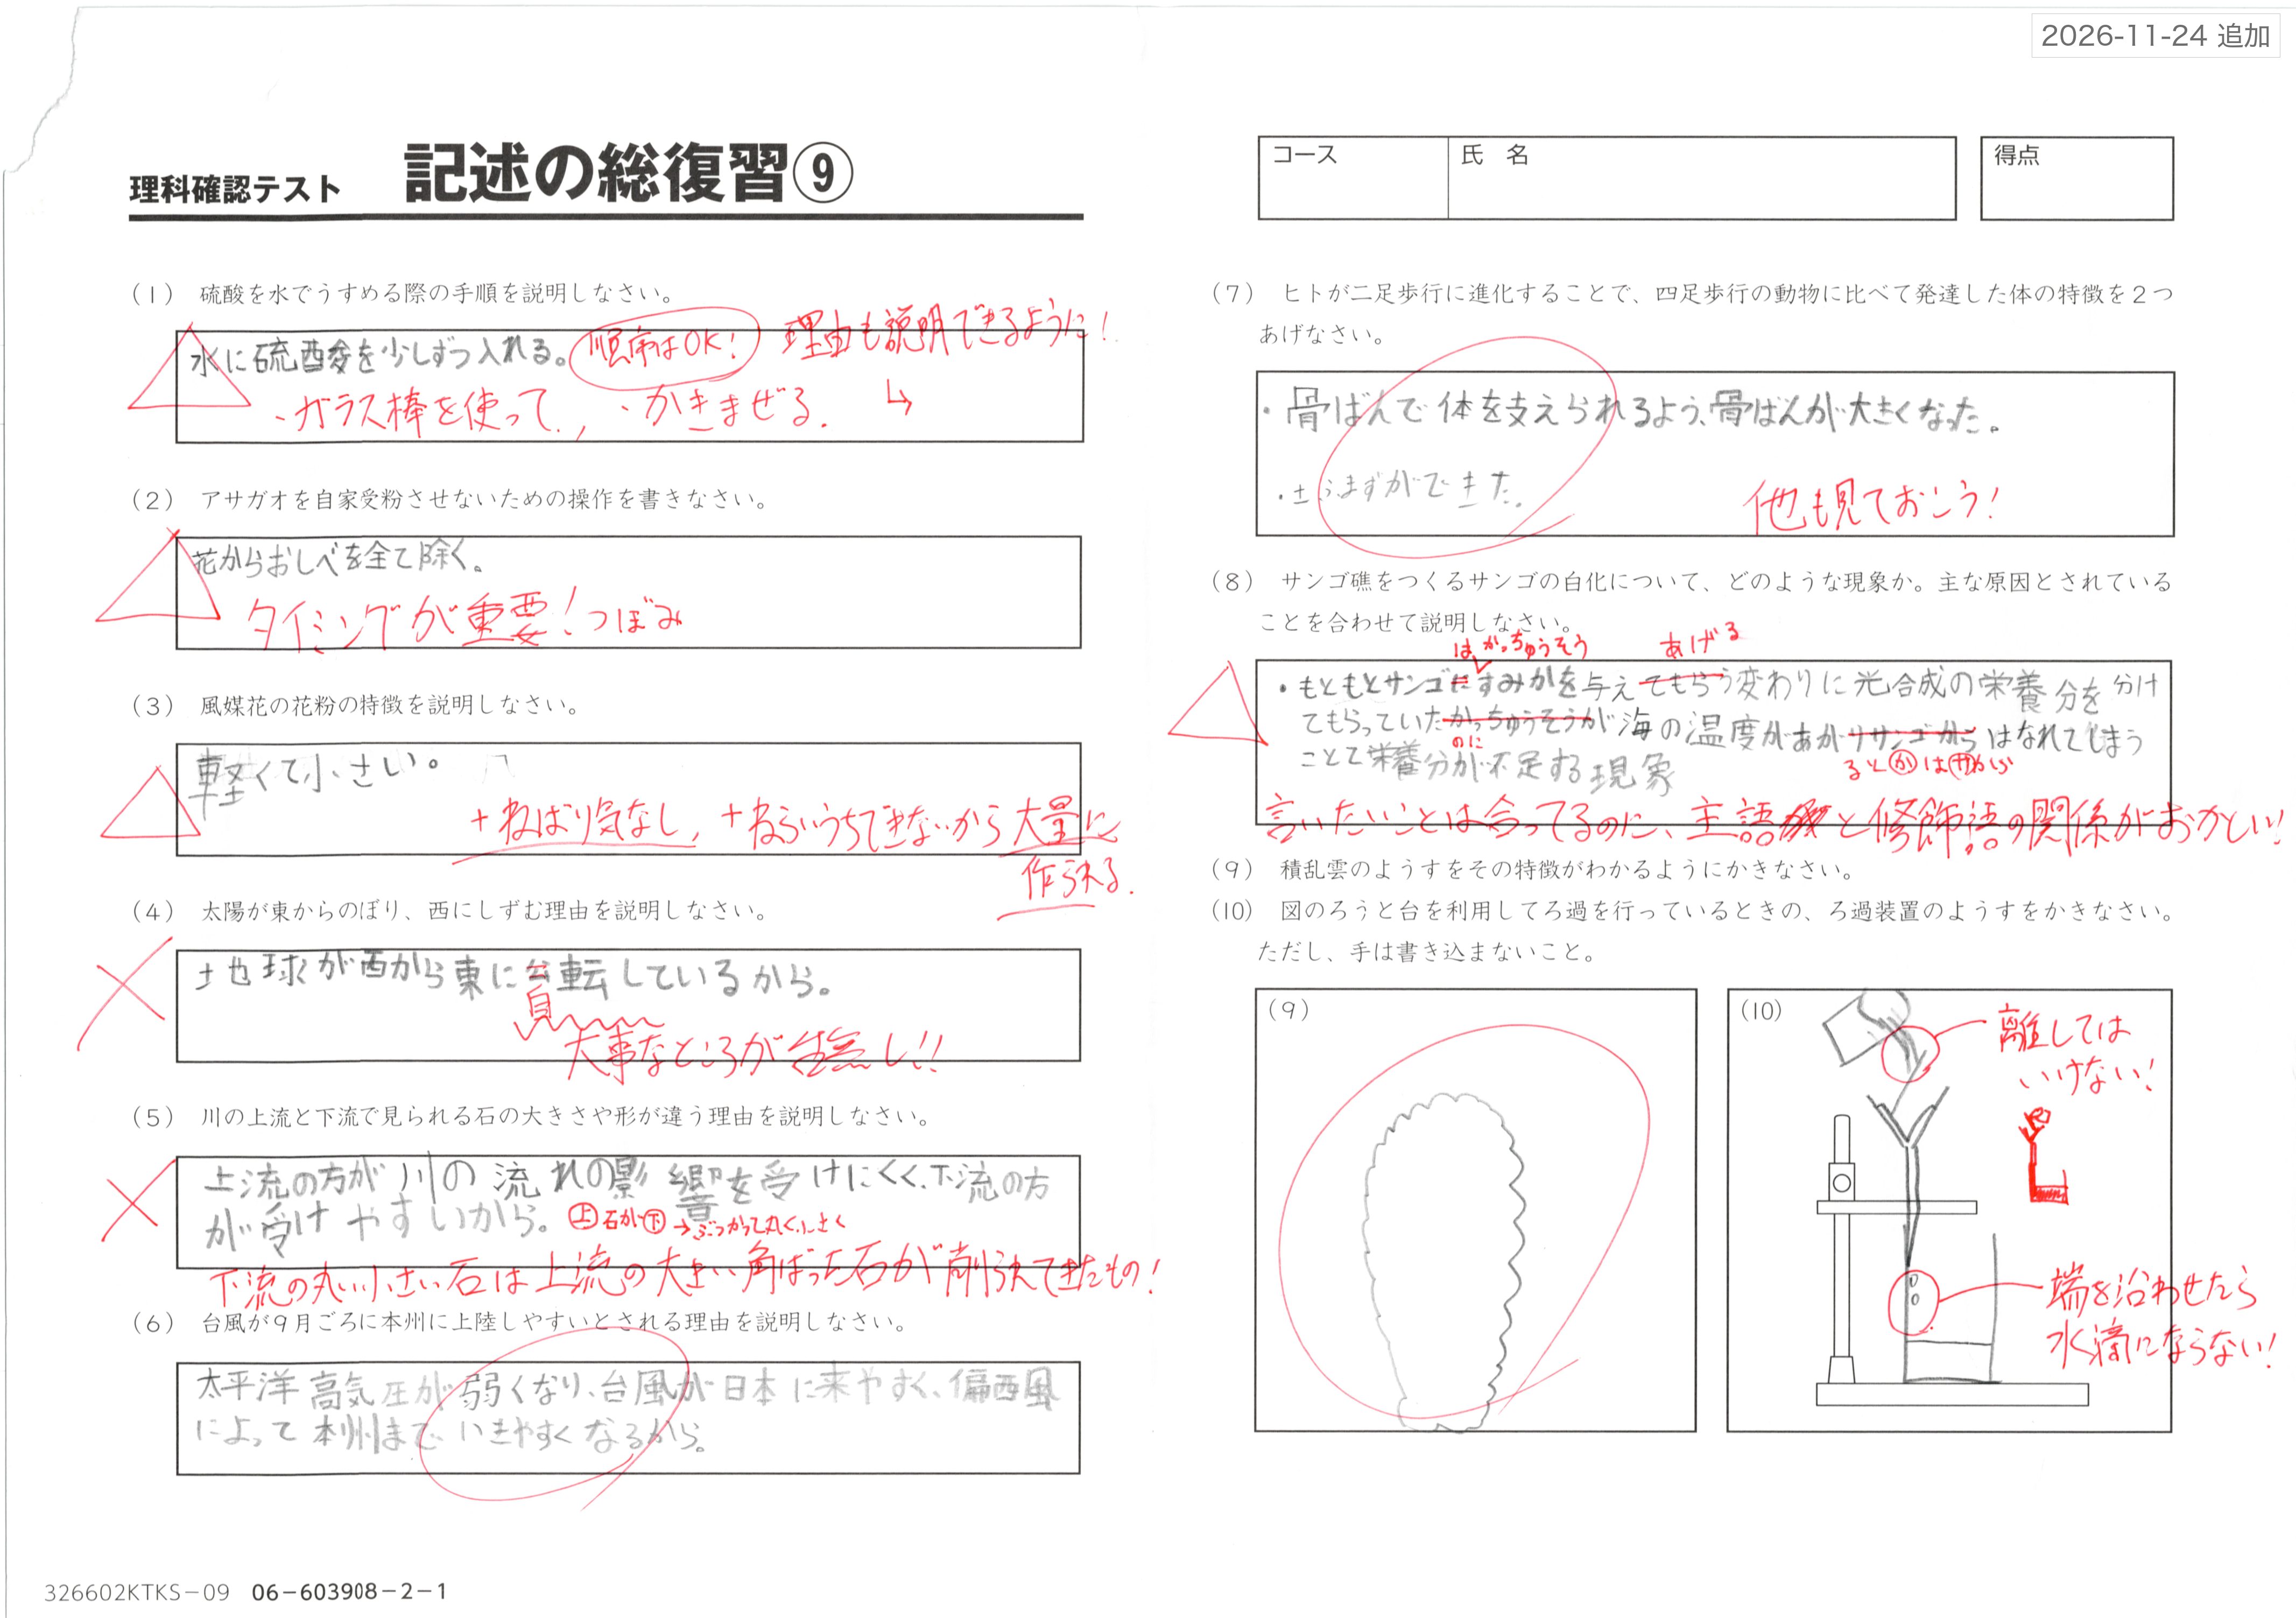 2026-11-24 追加
理科確認テスト 記述の総復習⑨
コース 氏名 得点
(1) 硫酸を水でうすめる際の手順を説明しなさい。
水に硫酸を少しずつ入れる。
順序はOK!
理由も説明できるように!
・ガラス棒を使って、・かきまぜる.
(2) アサガオを自家受粉させないための操作を書きなさい。
花からおしべを全て除く。
タイミングが重要!つぼみ
(3) 風媒花の花粉の特徴を説明しなさい。
軽くて小さい。
+ねばり気なし、+ねらいうちできないから大量に
作られる.
(4) 太陽が東からのぼり、西にしずむ理由を説明しなさい。
地球が西から東に転しているから。
自
大事なところが無し!!
(5) 川の上流と下流で見られる石の大きさや形が違う理由を説明しなさい。
上流の方が川の流れの影響を受けにくく、下流の方
が受けやすいから。
上石が下→ぶつかって丸く小さく
下流の丸い小さい石は上流の大きい角ばった石が削られてきたもの!
(6) 台風が9月ごろに本州に上陸しやすいとされる理由を説明しなさい。
太平洋高気圧が弱くなり、台風が日本に来やすく、偏西風
によって本州まで、いきやすくなるから。
(7) ヒトが二足歩行に進化することで、四足歩行の動物に比べて発達した体の特徴を2つ
あげなさい。
・骨ばんで体を支えられるよう、骨ばんが大きくなった。
・土ふまずができた。
他も見ておこう!
(8) サンゴ礁をつくるサンゴの白化について、どのような現象か。主な原因とされている
ことを合わせて説明しなさい。
は かっちゅうそう あげる
・もともとサンゴにすみかを与えてもらう変わりに光合成の栄養分を分け
てもらっていたかっちゅうそうが海の温度があがりサンゴからはなれてしまう
のに
ると か は サ から
ことで栄養分が不足する現象
言いたいことは合ってるのに、主語と修飾語の関係がおかしい!
(9) 積乱雲のようすをその特徴がわかるようにかきなさい。
(10) 図のろうと台を利用してろ過を行っているときの、ろ過装置のようすをかきなさい。
ただし、手は書き込まないこと。
(9)
(10)
離しては
いけない!
端を沿わせたら
水滴にならない!
326602KTKS-09 06-603908-2-1